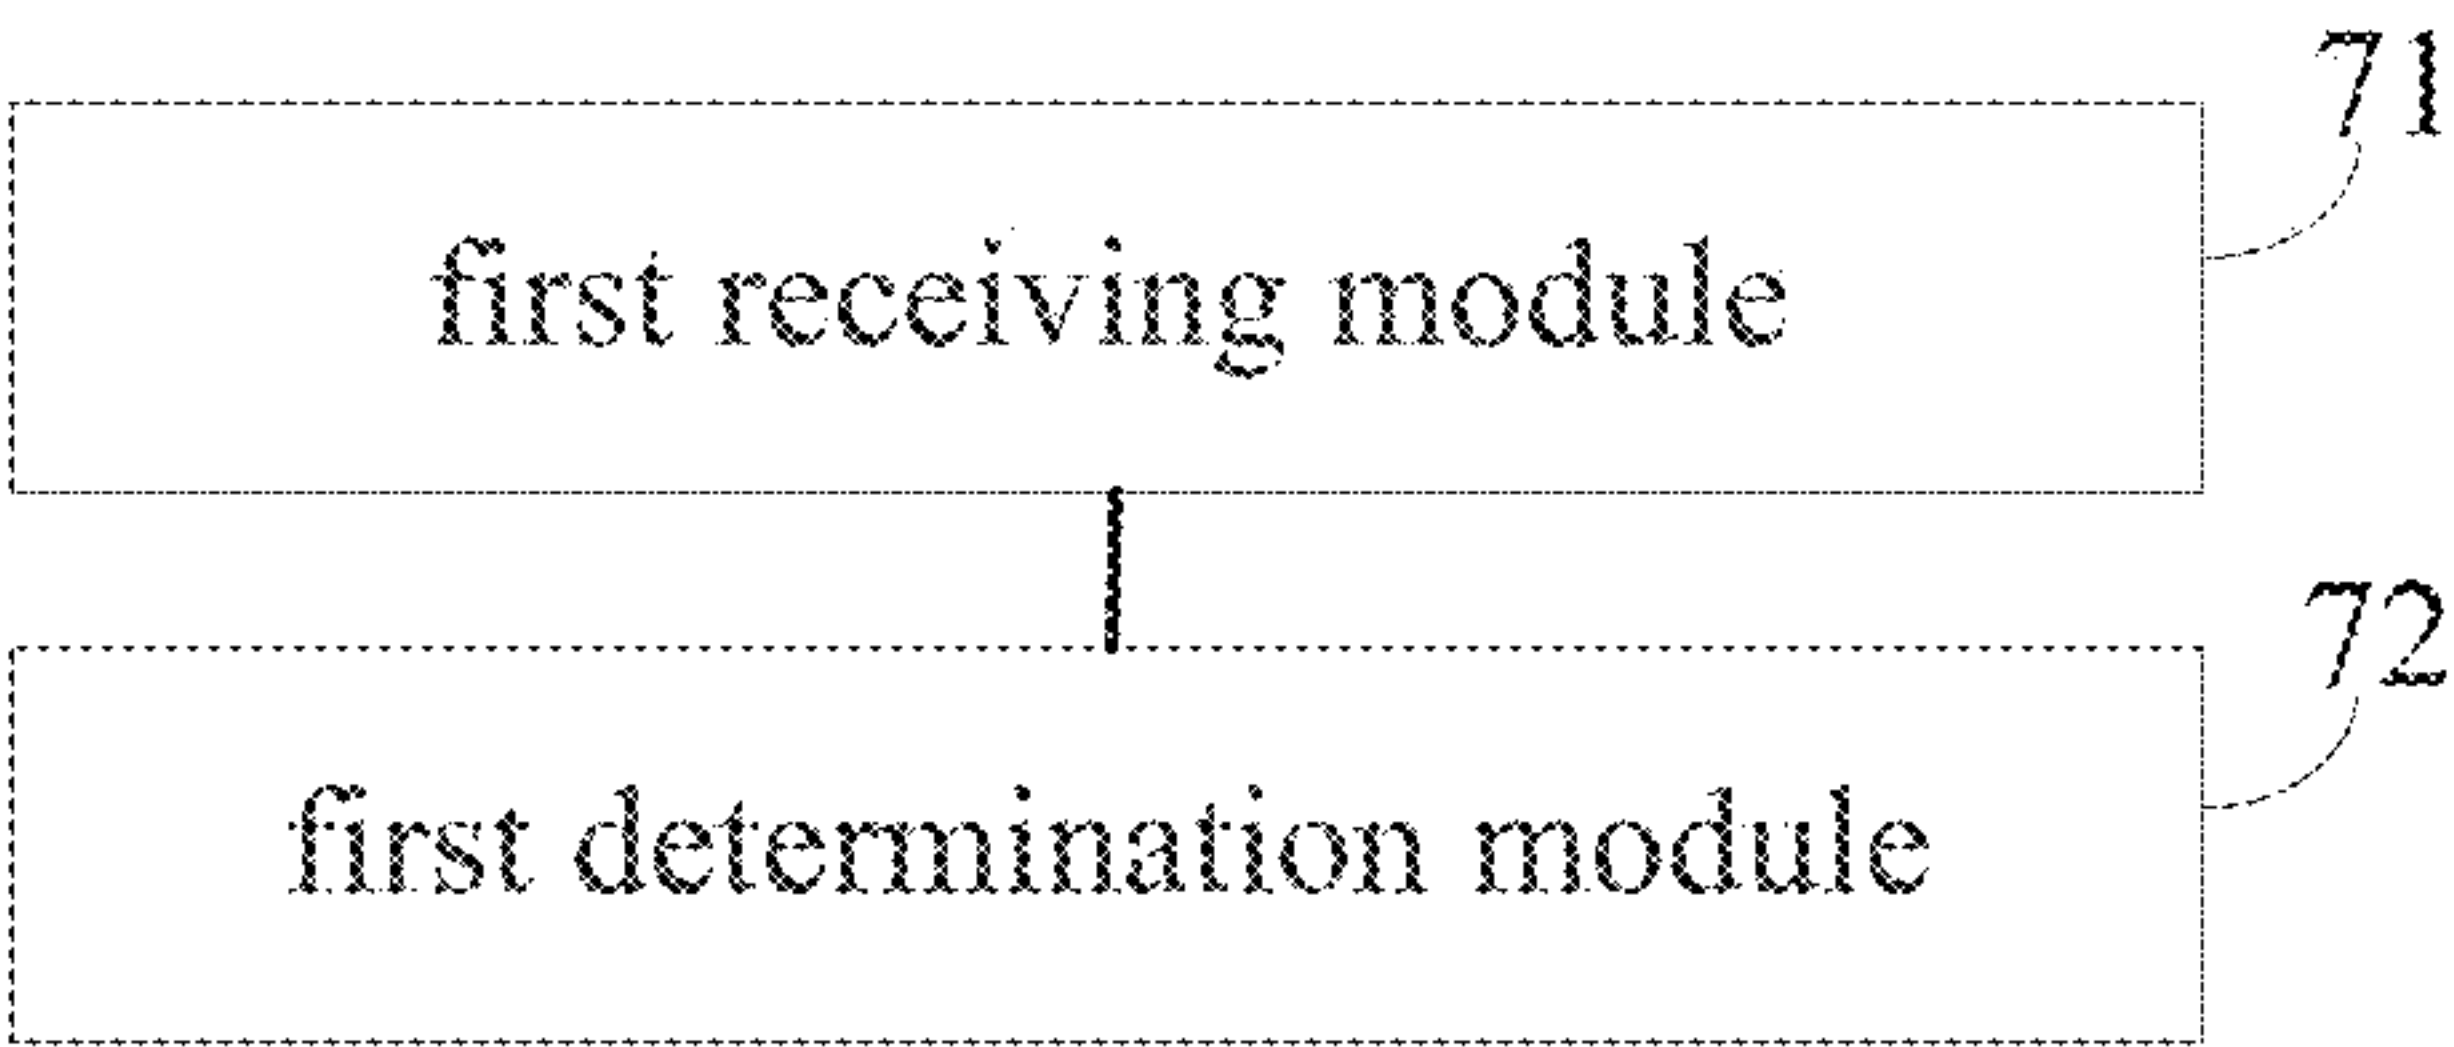 71
first receiving module
72
first determination module